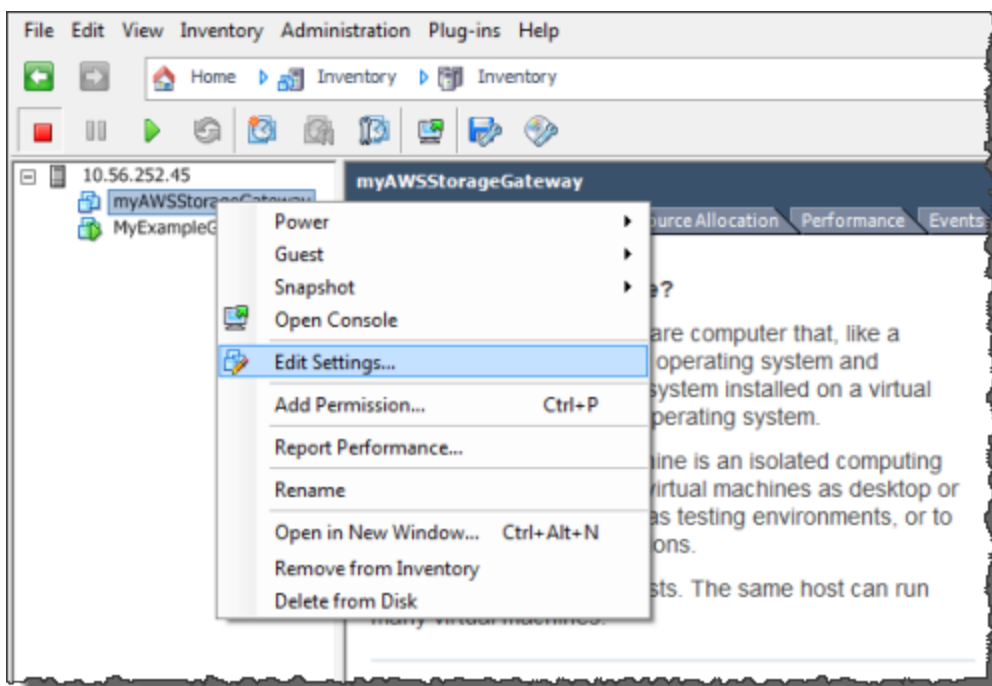 File Edit View Inventory Administration Plug-ins Help
Home Inventory Inventory
10.56.252.45
myAWSStorageGateway
MyExampleG
myAWSStorageGateway
ource Allocation Performance Events
Power
Guest
Snapshot
Open Console
Edit Settings...
Add Permission... Ctrl+P
Report Performance...
Rename
Open in New Window... Ctrl+Alt+N
Remove from Inventory
Delete from Disk
e?
are computer that, like a
operating system and
system installed on a virtual
perating system.
ine is an isolated computing
virtual machines as desktop or
as testing environments, or to
ons.
sts. The same host can run
many virtual machines.